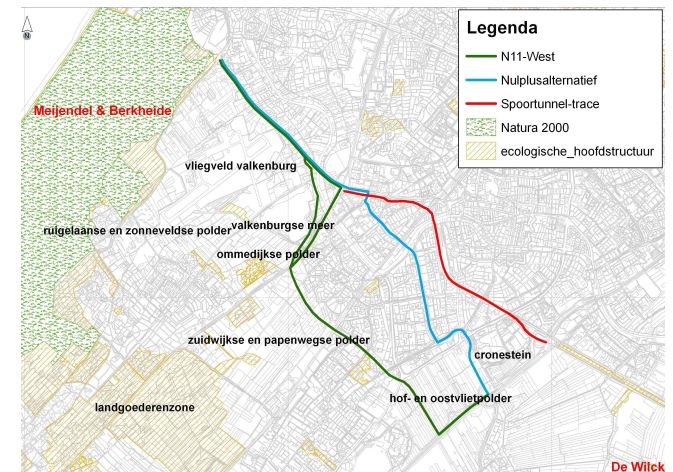 N
Legenda
N11-West
Nulplusalternatief
Spoortunnel-trace
Natura 2000
ecologische_hoofdstructuur
Meijendel & Berkheide
vliegveld valkenburg
ruigelaanse en zonneveldse polder
valkenburgse meer
ommedijkse polder
zuidwijkse en papenwegse polder
cronestein
landgoederenzone
hof- en oostvlietpolder
De Wilck